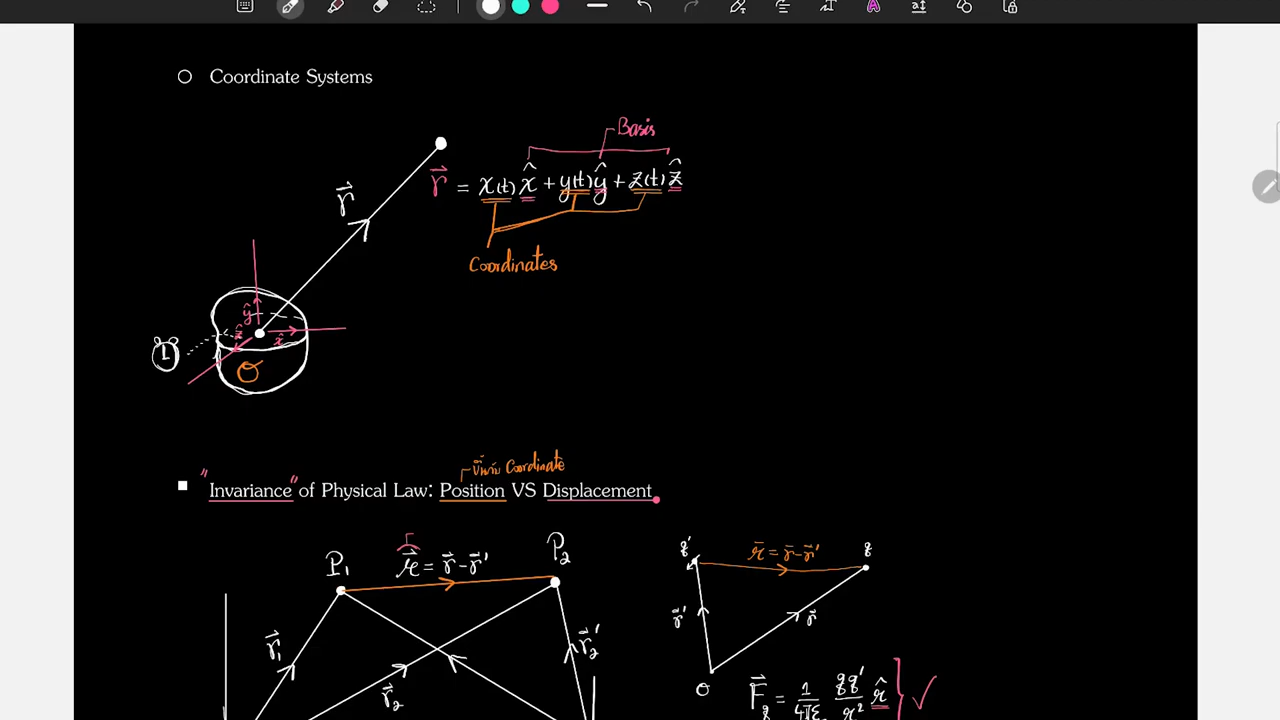 Coordinate Systems
Basis
r⃗ = x(t) x̂ + y(t) ŷ + z(t) ẑ
r⃗
Coordinates
ŷ
ẑ
x̂
O
Coordinate
"Invariance" of Physical Law: Position VS Displacement
P₁
𝓇⃗ = r⃗ - r⃗'
P₂
q'
𝓇⃗ = r⃗ - r⃗'
q
r⃗'
r⃗
r⃗₁
r⃗₂'
r⃗₂
O
F⃗q = 1/4πε₀ qq'/𝓇² 𝓇̂